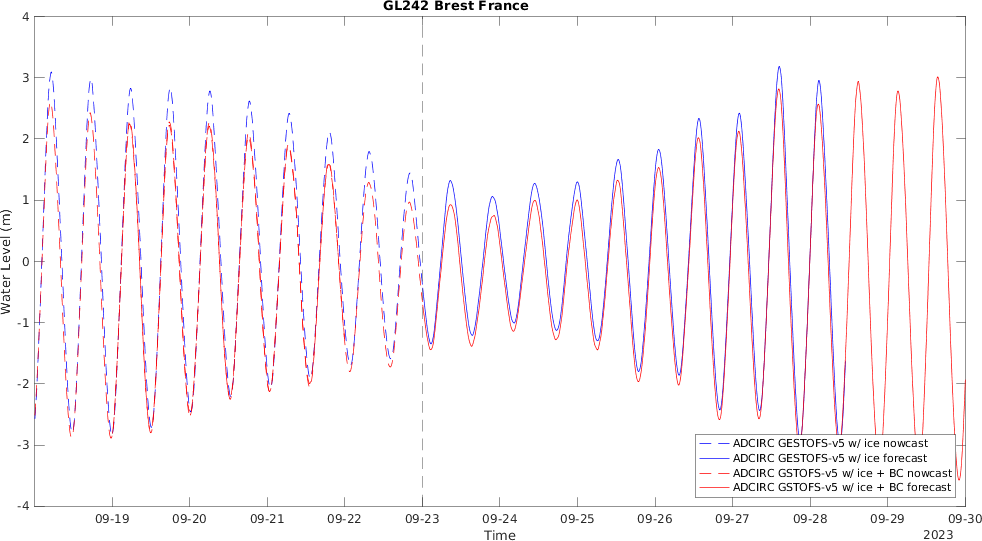 GL242 Brest France
4
3
2
1
0
-1
-2
-3
-4
Water Level (m)
ADCIRC GESTOFS-v5 w/ ice nowcast
ADCIRC GESTOFS-v5 w/ ice forecast
ADCIRC GSTOFS-v5 w/ ice + BC nowcast
ADCIRC GSTOFS-v5 w/ ice + BC forecast
09-19 09-20 09-21 09-22 09-23 09-24 09-25 09-26 09-27 09-28 09-29 09-30
Time
2023